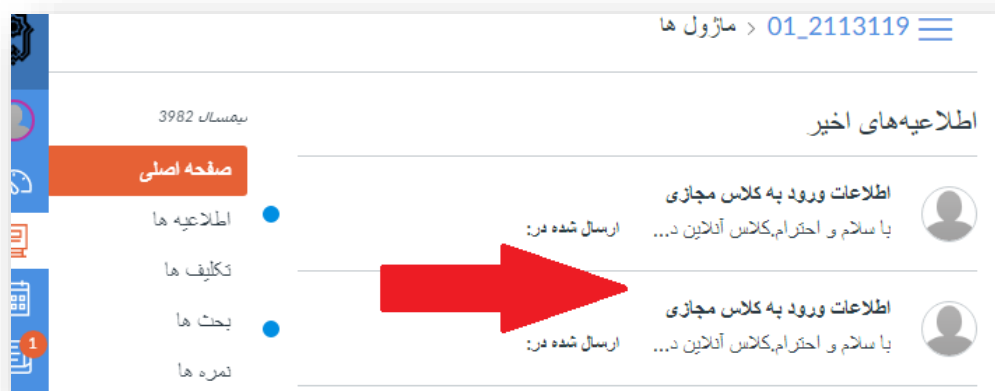 01_2113119 > ماژول ها
اطلاعیه‌های اخیر
اطلاعات ورود به کلاس مجازی
با سلام و احترام,کلاس آنلاین د... ارسال شده در:
اطلاعات ورود به کلاس مجازی
با سلام و احترام,کلاس آنلاین د... ارسال شده در:
نیمسال 3982
صفحه اصلی
اطلاعیه ها
تکلیف ها
بحث ها
نمره ها
1